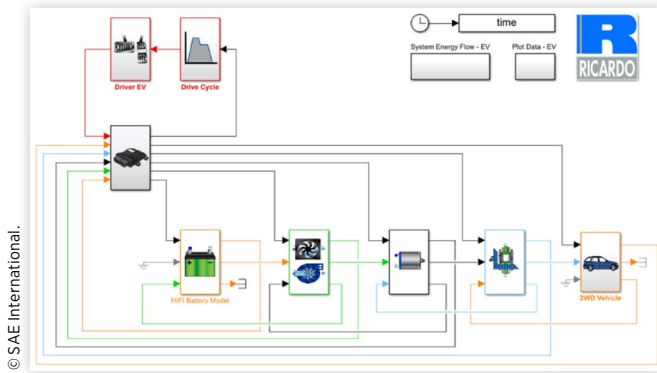 time
System Energy Flow - EV
Plot Data - EV
R
RICARDO
Driver EV
Drive Cycle
HIFI Battery Model
2WD Vehicle
© SAE International.